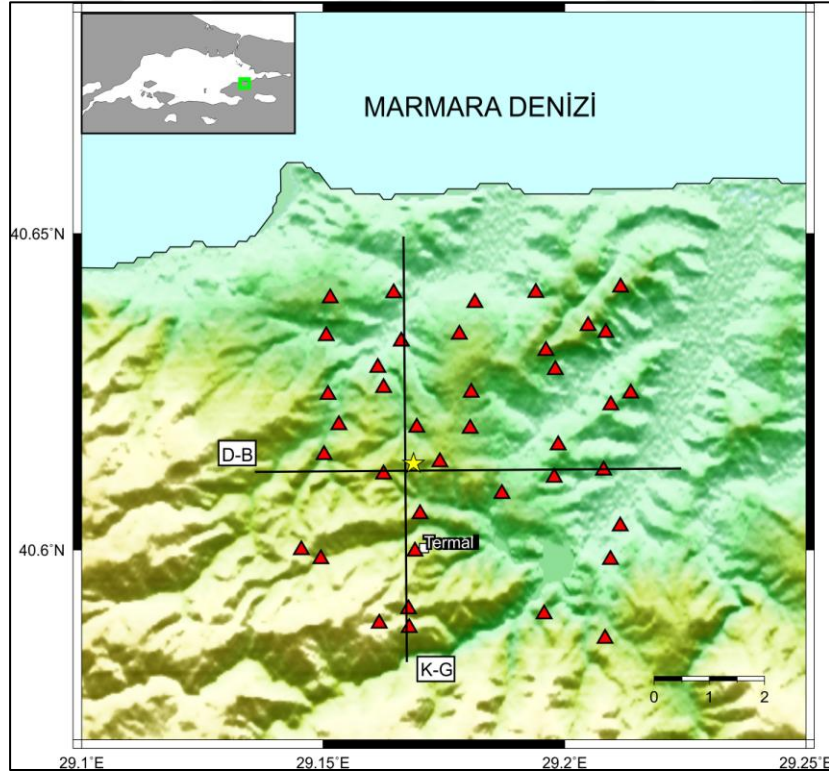 MARMARA DENİZİ
40.65°N
D-B
Termal
40.6°N
K-G
0 1 2
29.1°E 29.15°E 29.2°E 29.25°E